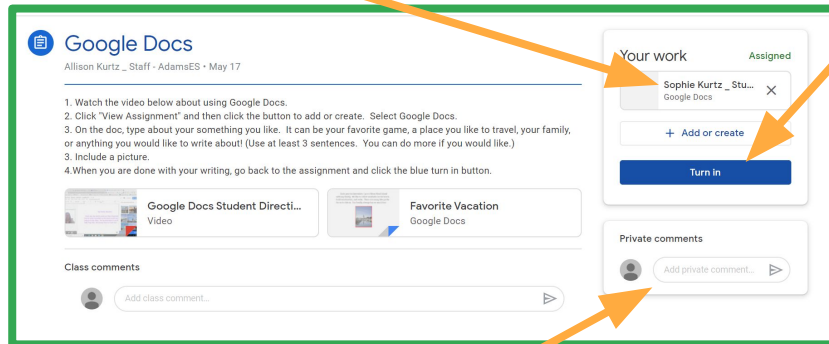 Google Docs
Allison Kurtz _ Staff - AdamsES • May 17
1. Watch the video below about using Google Docs.
2. Click "View Assignment" and then click the button to add or create. Select Google Docs.
3. On the doc, type about your something you like. It can be your favorite game, a place you like to travel, your family,
or anything you would like to write about! (Use at least 3 sentences. You can do more if you would like.)
3. Include a picture.
4.When you are done with your writing, go back to the assignment and click the blue turn in button.
Google Docs Student Directi...
Video
Favorite Vacation
Google Docs
Class comments
Add class comment...
Your work
Assigned
Sophie Kurtz _ Stu...
Google Docs
+ Add or create
Turn in
Private comments
Add private comment...